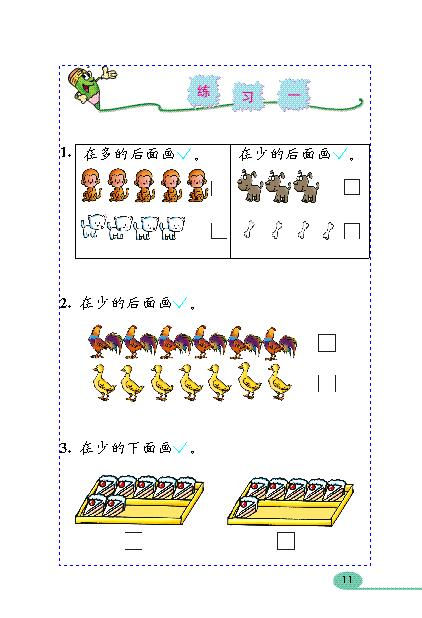 练习一
1. 在多的后面画✓。 在少的后面画✓。
2. 在少的后面画✓。
3. 在少的下面画✓。
11